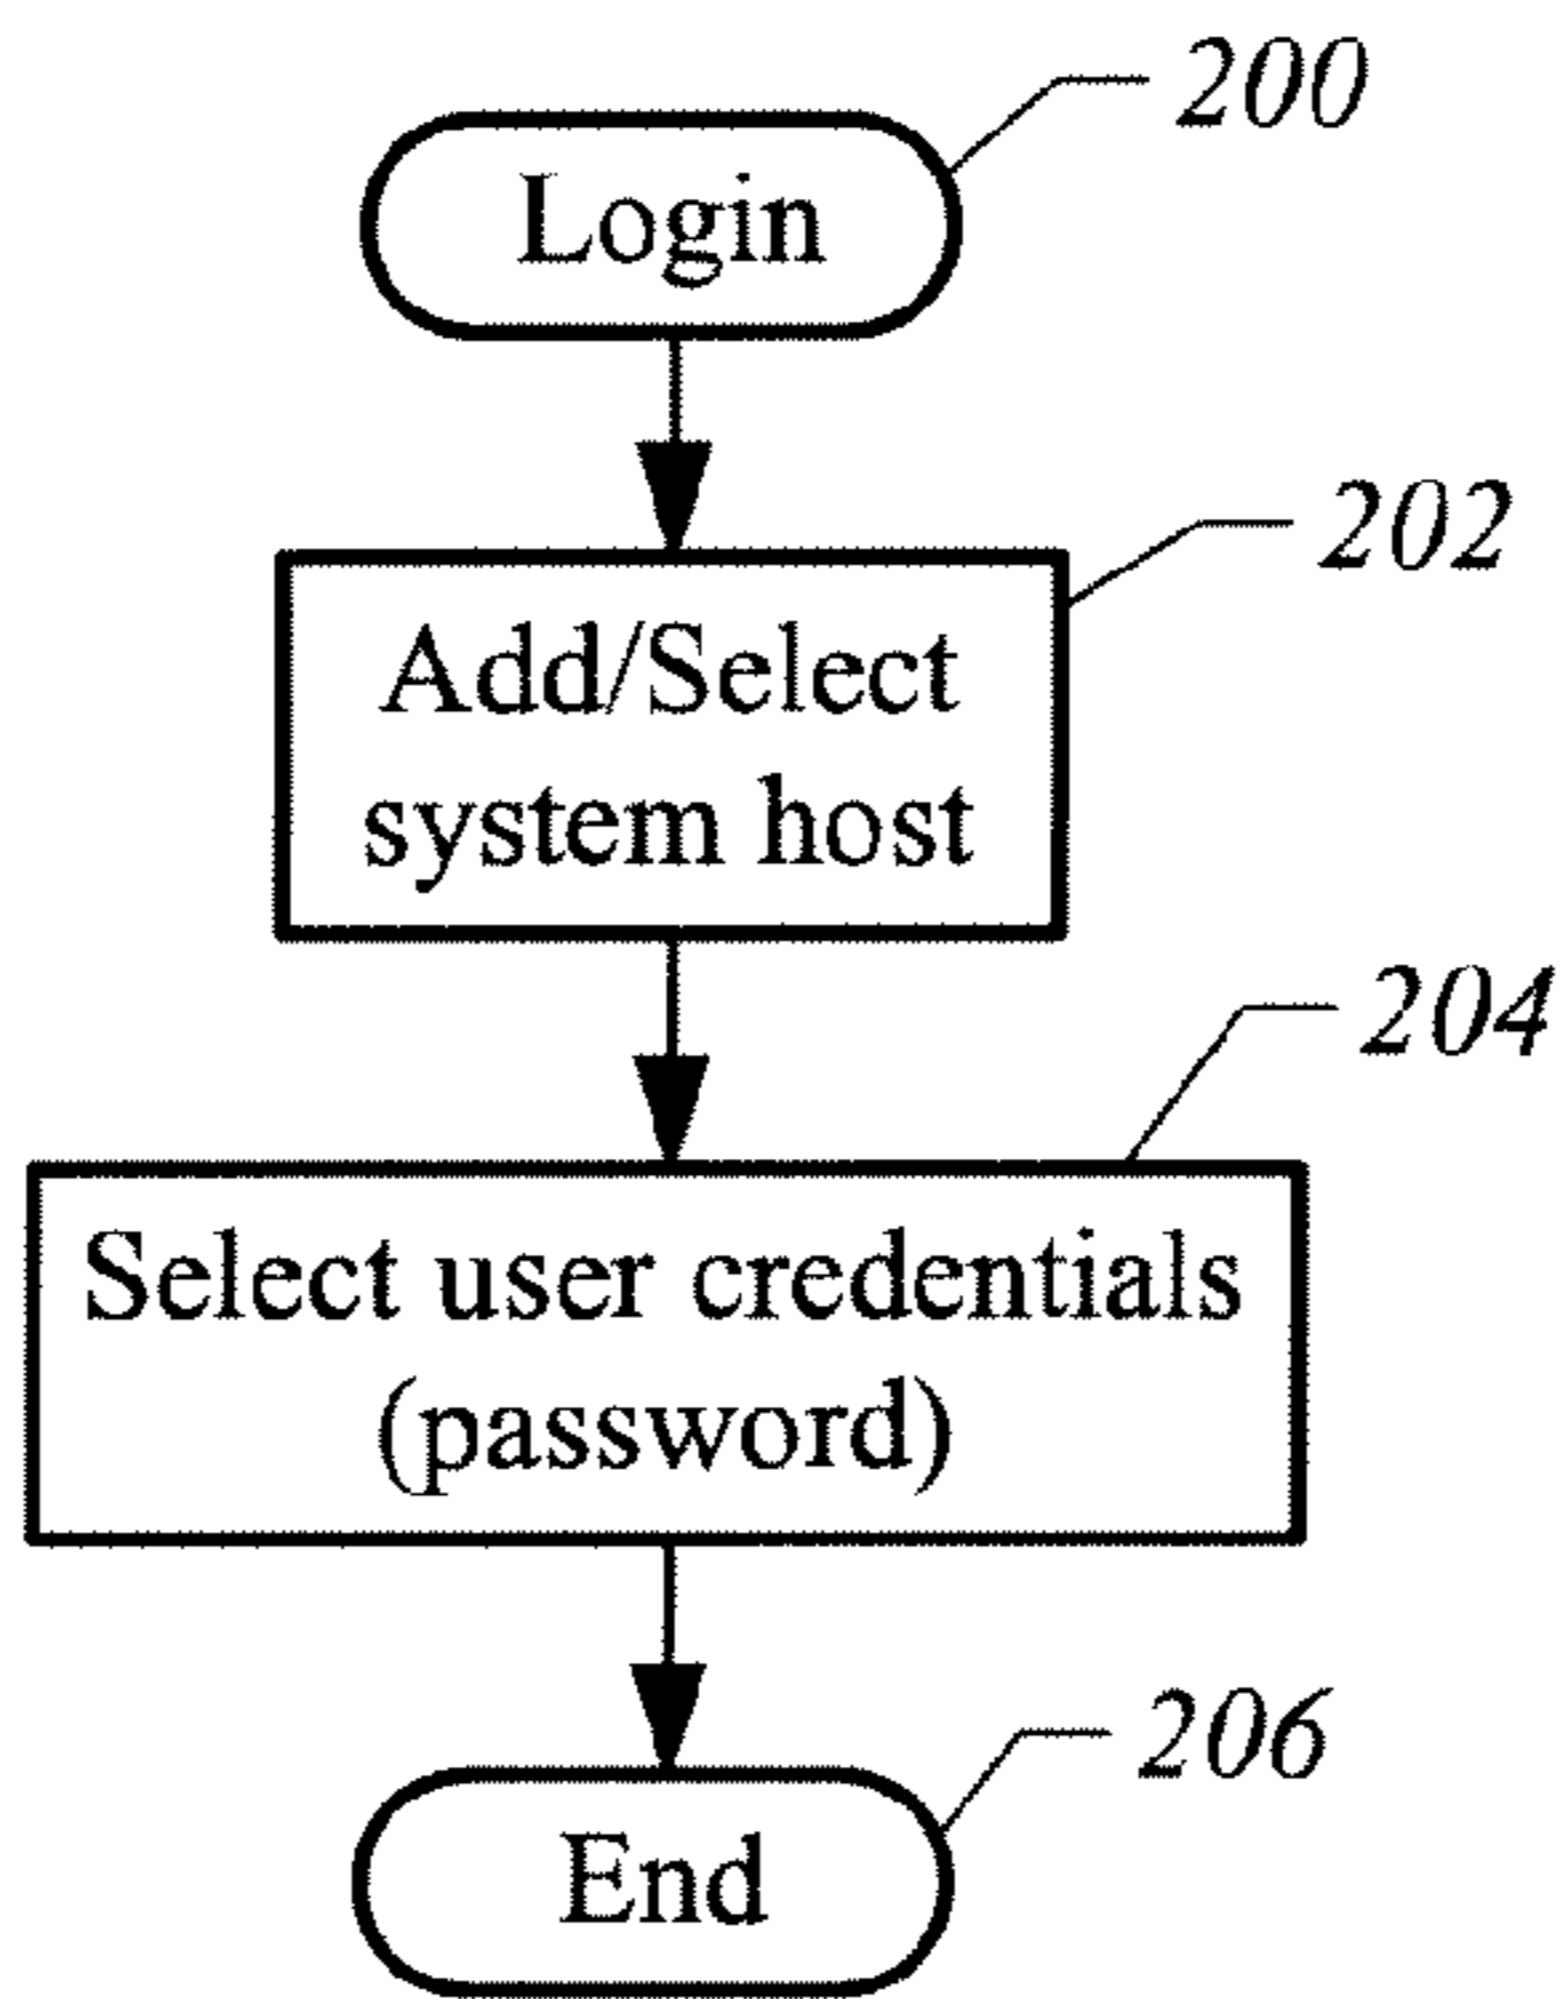 200
Login
202
Add/Select
system host
204
Select user credentials
(password)
206
End